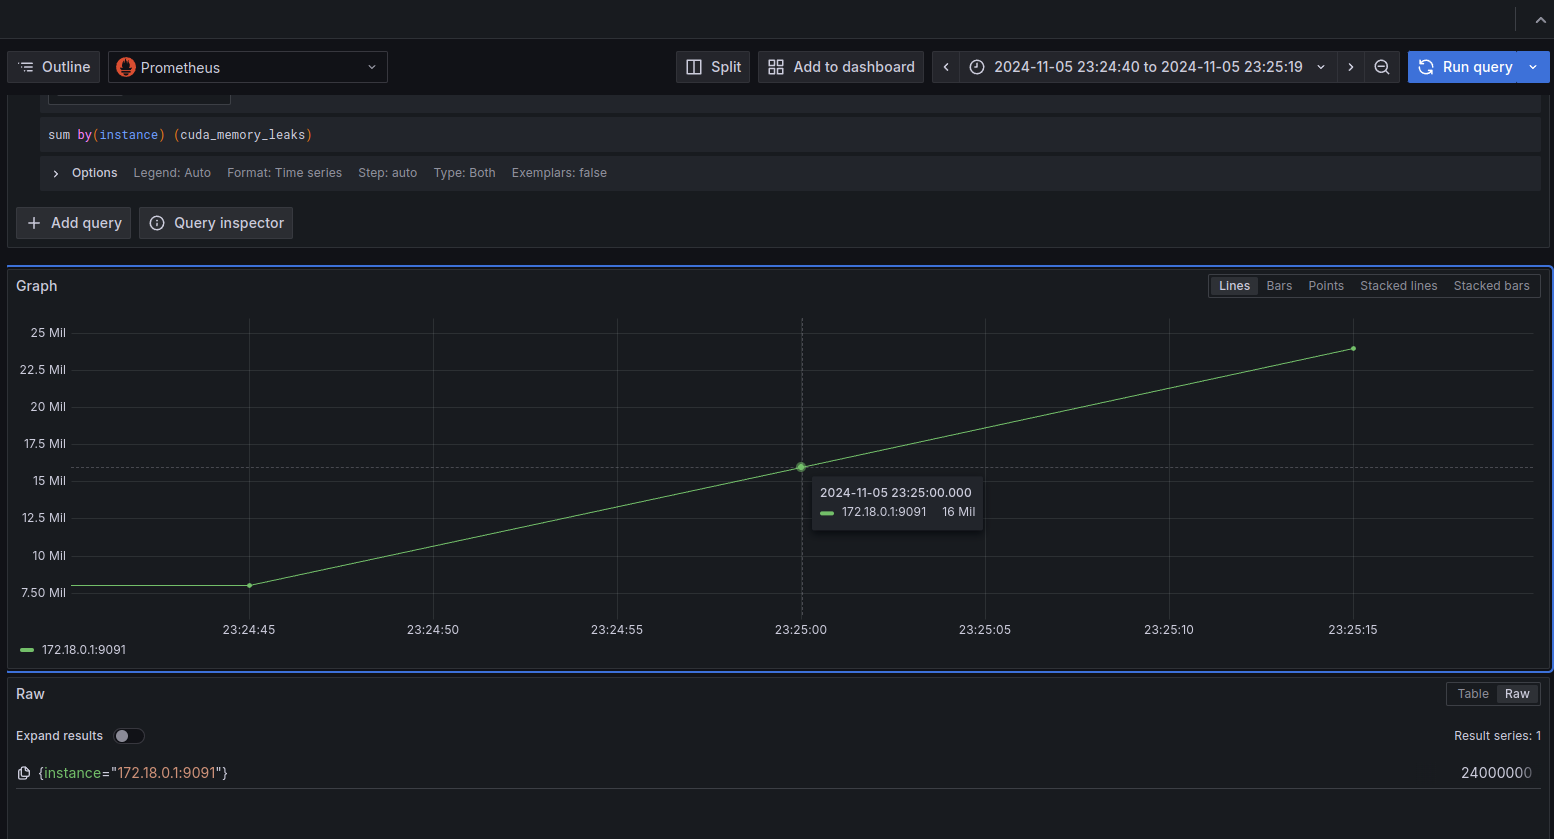 Outline Prometheus Split Add to dashboard 2024-11-05 23:24:40 to 2024-11-05 23:25:19 Run query
sum by(instance) (cuda_memory_leaks)
Options Legend: Auto Format: Time series Step: auto Type: Both Exemplars: false
Add query Query inspector
Graph Lines Bars Points Stacked lines Stacked bars
25 Mil
22.5 Mil
20 Mil
17.5 Mil
15 Mil
12.5 Mil
10 Mil
7.50 Mil
2024-11-05 23:25:00.000
172.18.0.1:9091 16 Mil
23:24:45 23:24:50 23:24:55 23:25:00 23:25:05 23:25:10 23:25:15
172.18.0.1:9091
Raw Table Raw
Expand results Result series: 1
{instance="172.18.0.1:9091"} 24000000